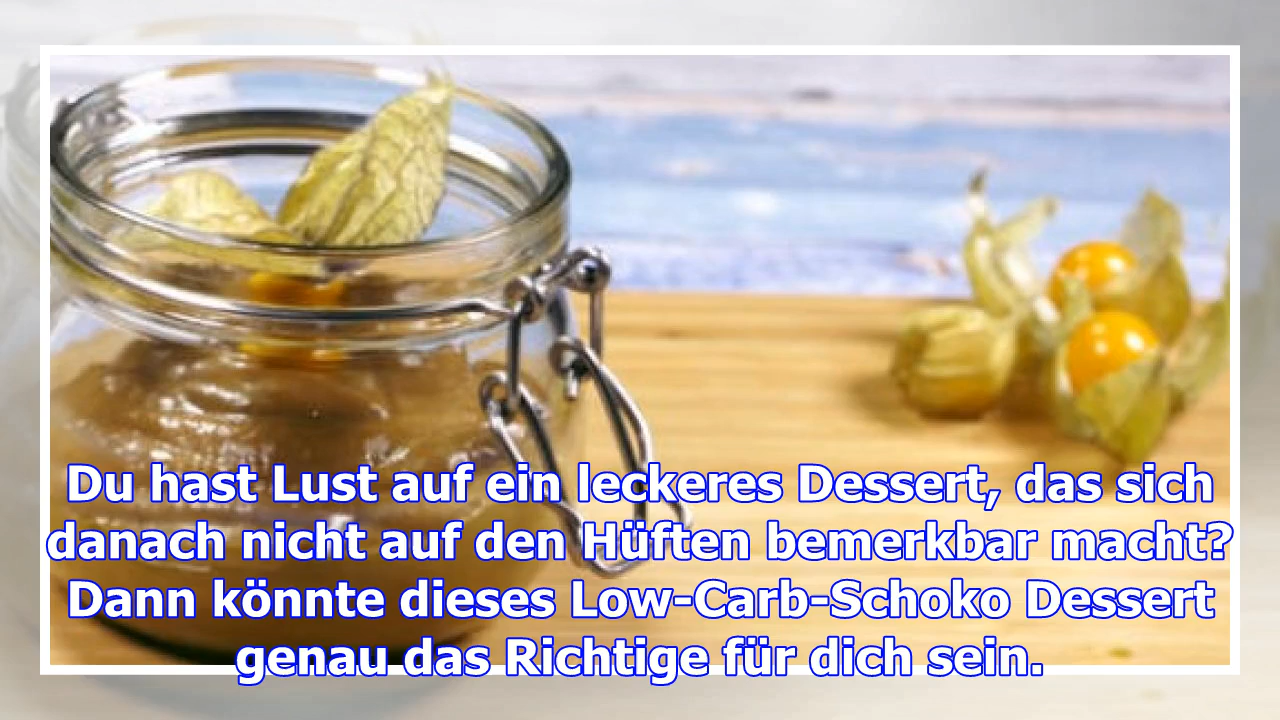 Du hast Lust auf ein leckeres Dessert, das sich
danach nicht auf den Hüften bemerkbar macht?
Dann könnte dieses Low-Carb-Schoko Dessert
genau das Richtige für dich sein.